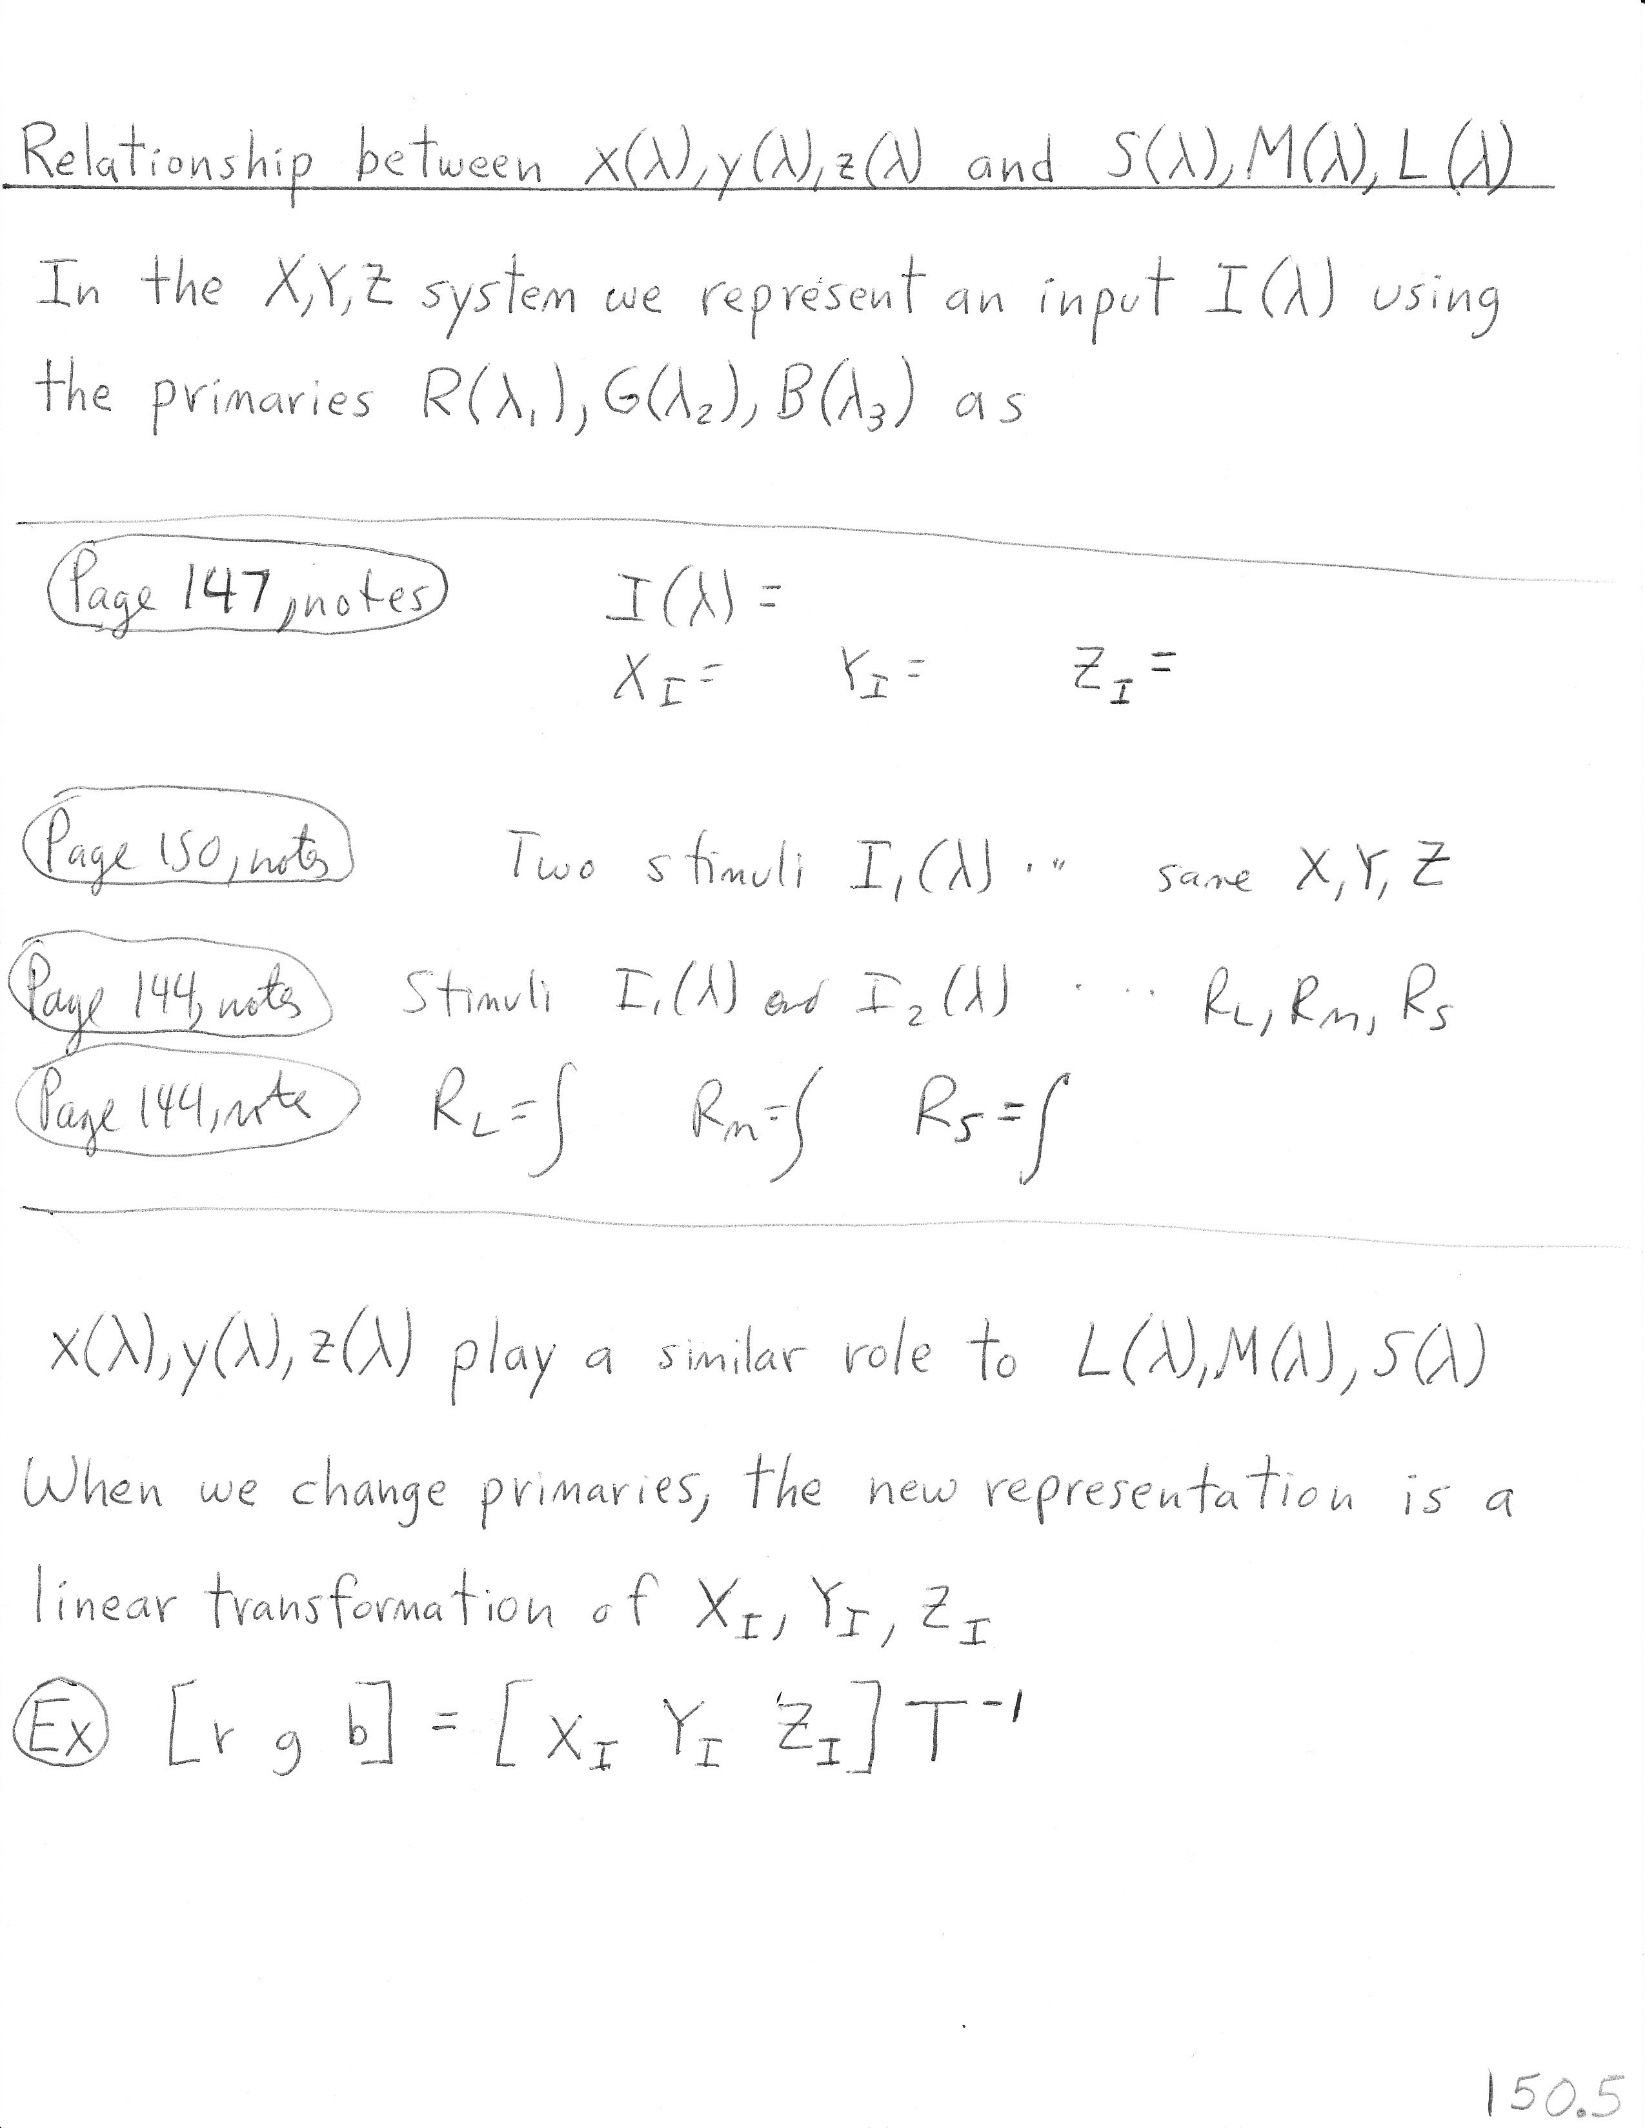 Relationship between x(λ), y(λ), z(λ) and S(λ), M(λ), L(λ)
In the X, Y, Z system we represent an input I(λ) using
the primaries R(λ₁), G(λ₂), B(λ₃) as
Page 147, notes I(λ) =
X_I = Y_I = Z_I =
Page 150, notes Two stimuli I₁(λ) ... same X, Y, Z
Page 144, notes Stimuli I₁(λ) and I₂(λ) ... R_L, R_M, R_S
Page 144, note R_L = ∫ R_M = ∫ R_S = ∫
x(λ), y(λ), z(λ) play a similar role to L(λ), M(λ), S(λ)
When we change primaries, the new representation is a
linear transformation of X_I, Y_I, Z_I
Ex [r g b] = [X_I Y_I Z_I] T⁻¹
150.5